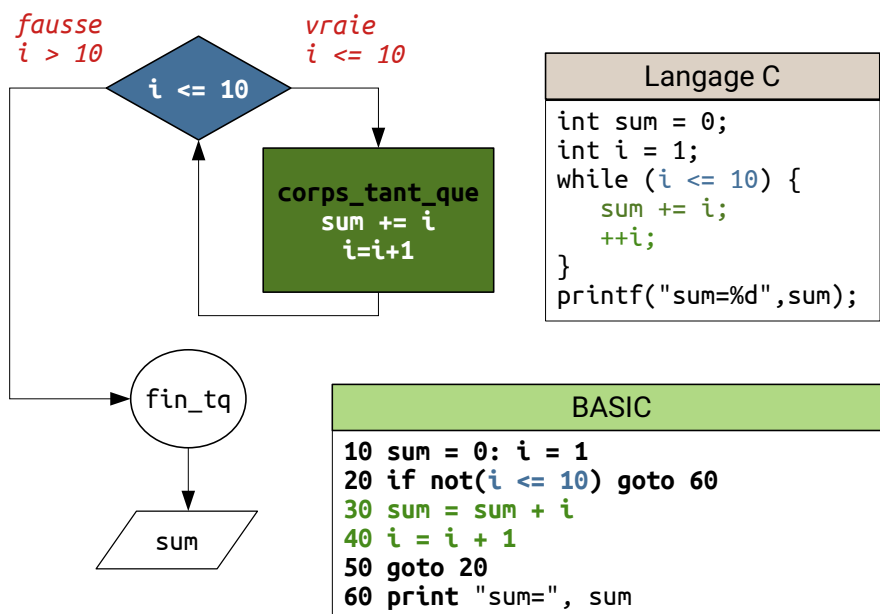 fausse
i > 10
vraie
i <= 10
i <= 10
corps_tant_que
sum += i
i=i+1
fin_tq
sum
Langage C
int sum = 0;
int i = 1;
while (i <= 10) {
sum += i;
++i;
}
printf("sum=%d",sum);
BASIC
10 sum = 0: i = 1
20 if not(i <= 10) goto 60
30 sum = sum + i
40 i = i + 1
50 goto 20
60 print "sum=", sum